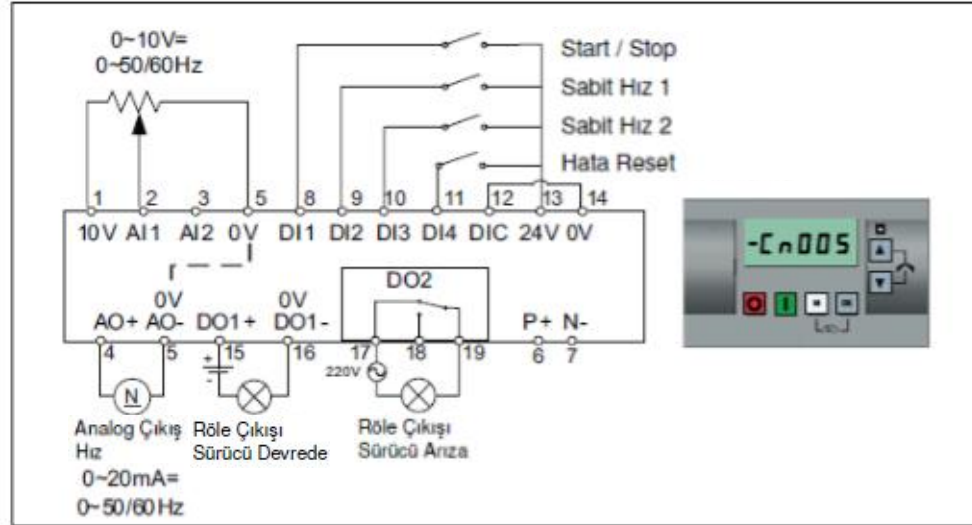 0~10V=
0~50/60Hz
Start / Stop
Sabit Hız 1
Sabit Hız 2
Hata Reset
1 2 3 5 8 9 10 11 12 13 14
10V AI1 AI2 0V DI1 DI2 DI3 DI4 DIC 24V 0V
-Cn005
DO2
0V 0V
AO+ AO- DO1+ DO1- P+ N-
4 5 15 16 17 18 19 6 7
+
-
220V
N
Analog Çıkış
Hız
0~20mA=
0~50/60Hz
Röle Çıkışı
Sürücü Devrede
Röle Çıkışı
Sürücü Arıza